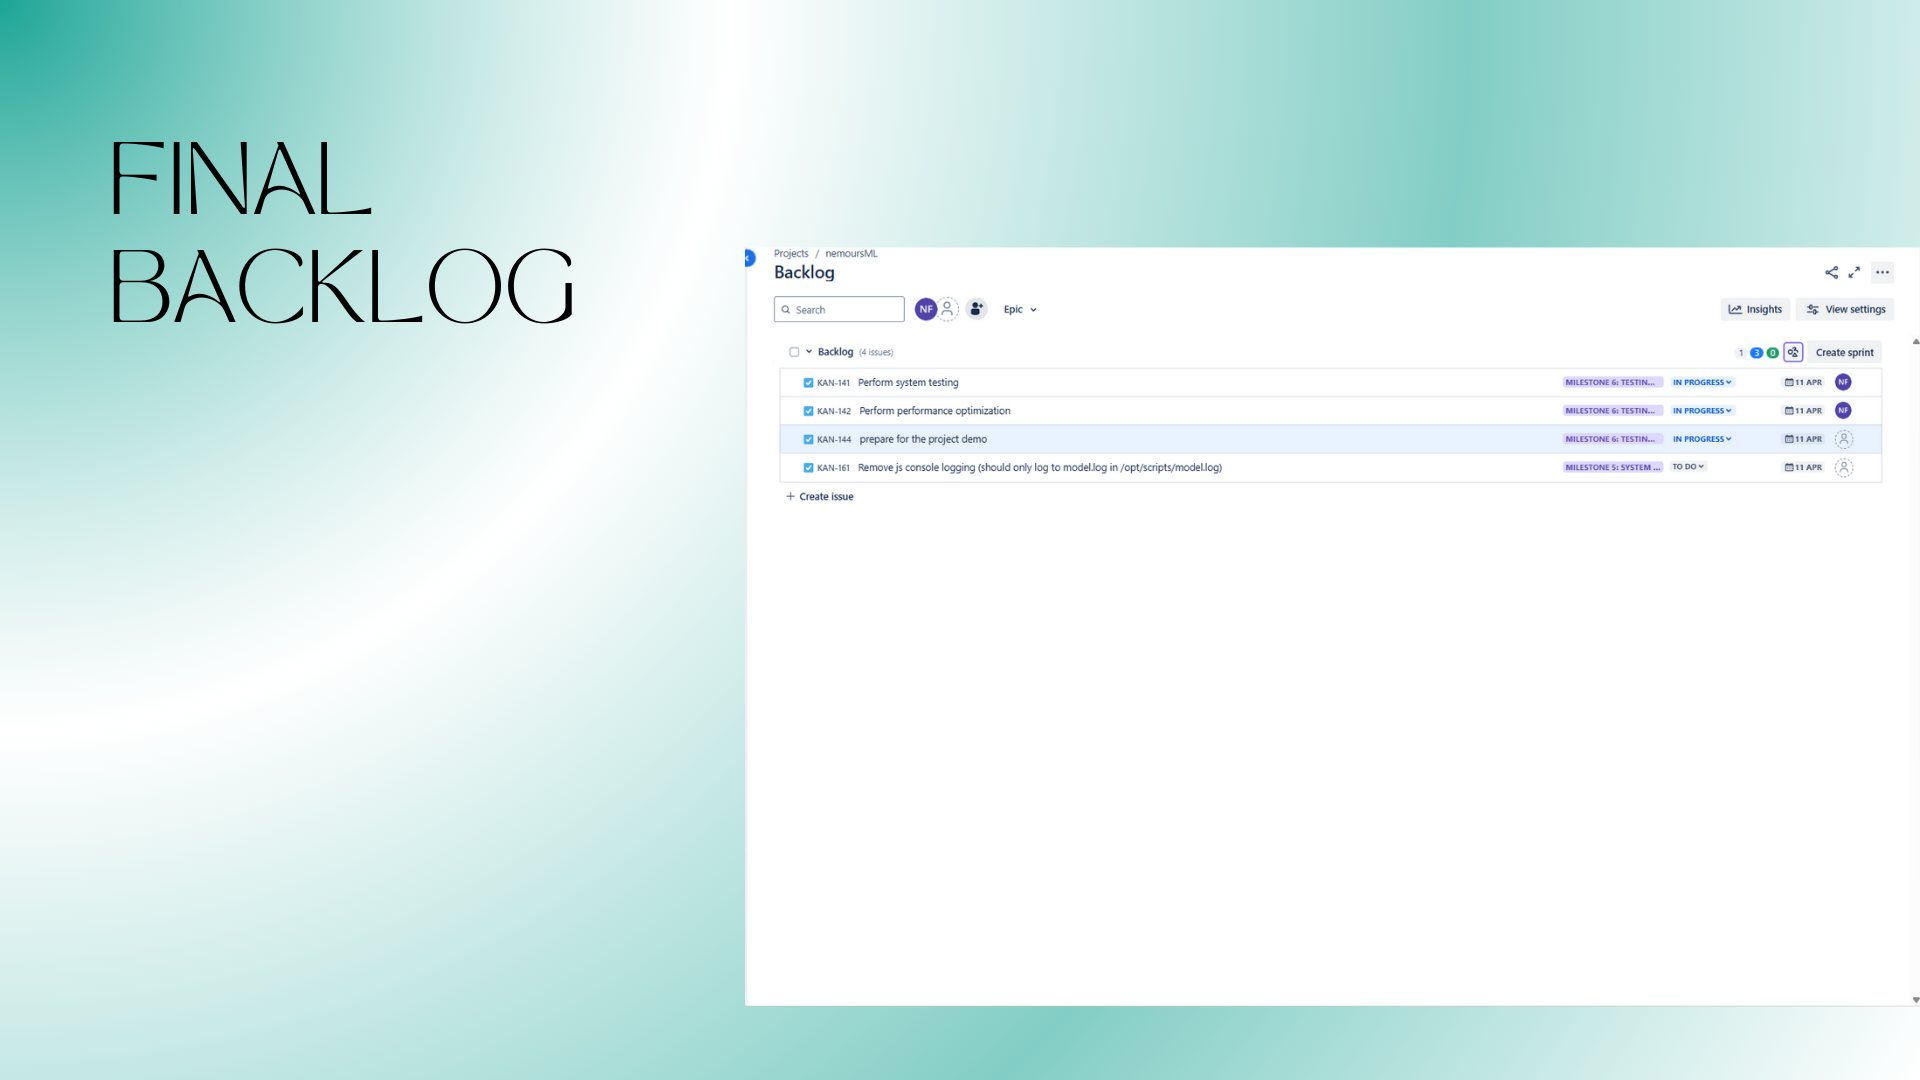 FINAL
BACKLOG
Projects / nemoursML
Backlog
Search NF Epic Insights View settings
Backlog (4 issues) 1 3 0 Create sprint
KAN-141 Perform system testing MILESTONE 6: TESTIN... IN PROGRESS 11 APR NF
KAN-142 Perform performance optimization MILESTONE 6: TESTIN... IN PROGRESS 11 APR NF
KAN-144 prepare for the project demo MILESTONE 6: TESTIN... IN PROGRESS 11 APR
KAN-161 Remove js console logging (should only log to model.log in /opt/scripts/model.log) MILESTONE 5: SYSTEM ... TO DO 11 APR
+ Create issue